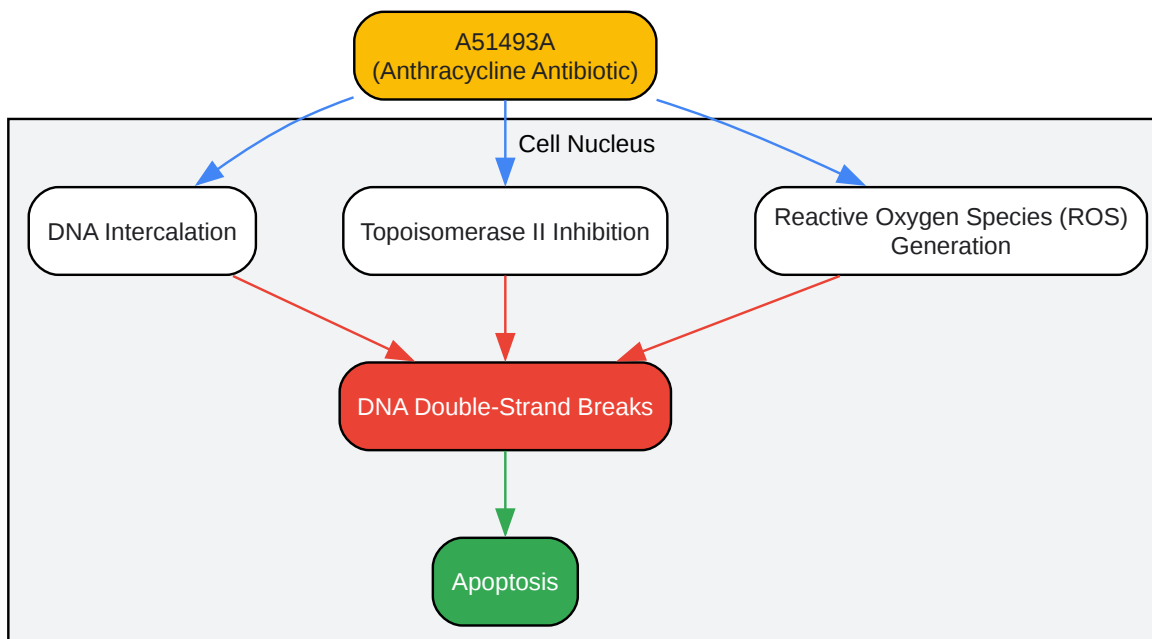 A51493A
(Anthracycline Antibiotic)
Cell Nucleus
DNA Intercalation
Topoisomerase II Inhibition
Reactive Oxygen Species (ROS)
Generation
DNA Double-Strand Breaks
Apoptosis